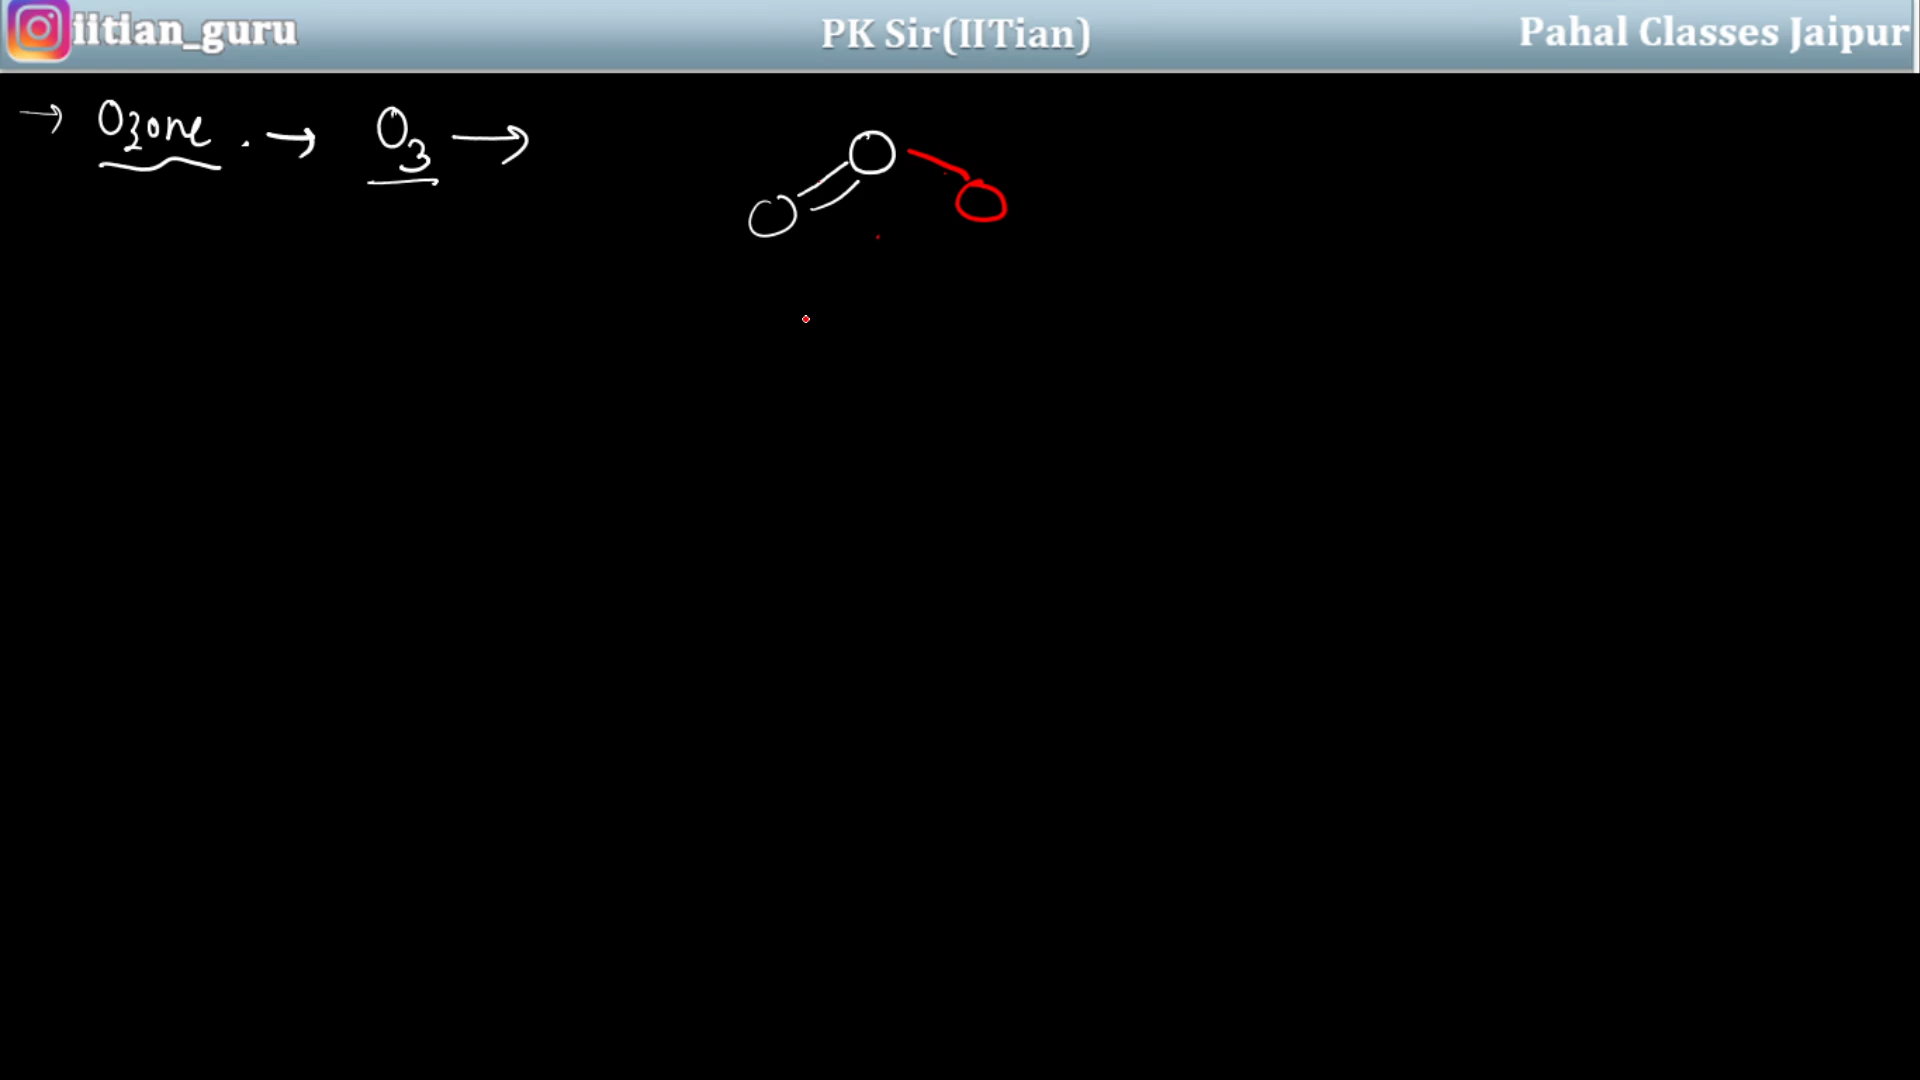 iitian_guru PK Sir(IITian) Pahal Classes Jaipur
→ Ozone . → O₃ →
O = O - O